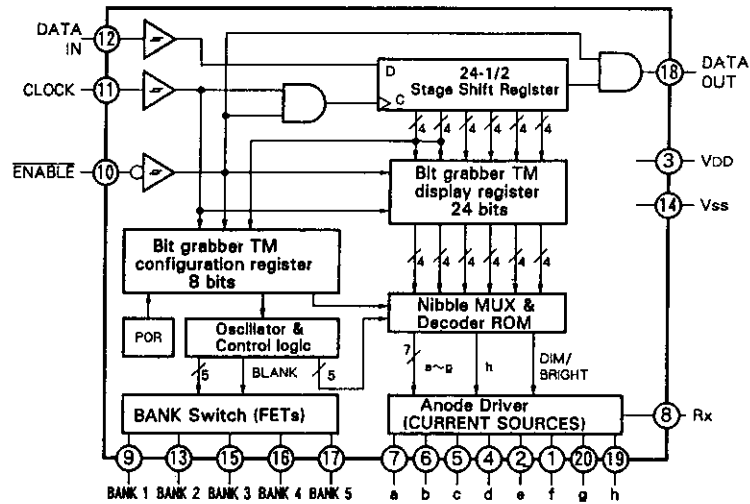 DATA
IN
12
CLOCK
11
ENABLE
10
D
C
24-1/2
Stage Shift Register
18
DATA
OUT
4 4 4 4 4 4
3
VDD
14
Vss
Bit grabber TM
display register
24 bits
Bit grabber TM
configuration register
8 bits
4 4 4 4 4 4
POR
Oscillator &
Control logic
Nibble MUX &
Decoder ROM
5
BLANK
5
7
a~g
h
DIM/
BRIGHT
BANK Switch (FETs)
Anode Driver
(CURRENT SOURCES)
8
Rx
9 13 15 16 17
7 6 5 4 2 1 20 19
BANK 1 BANK 2 BANK 3 BANK 4 BANK 5
a b c d e f g h